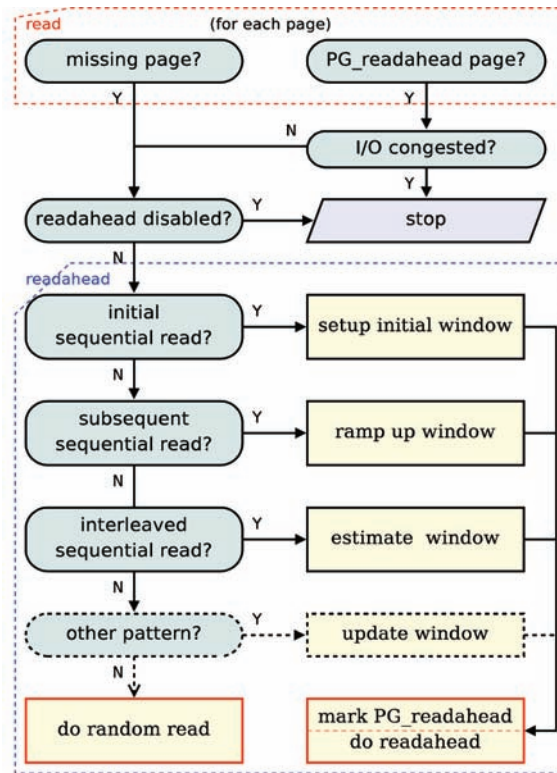 read
(for each page)
missing page?
PG_readahead page?
Y
Y
N
I/O congested?
Y
readahead disabled?
Y
stop
N
readahead
initial
sequential read?
Y
setup initial window
N
subsequent
sequential read?
Y
ramp up window
N
interleaved
sequential read?
Y
estimate window
N
other pattern?
Y
update window
N
do random read
mark PG_readahead
do readahead